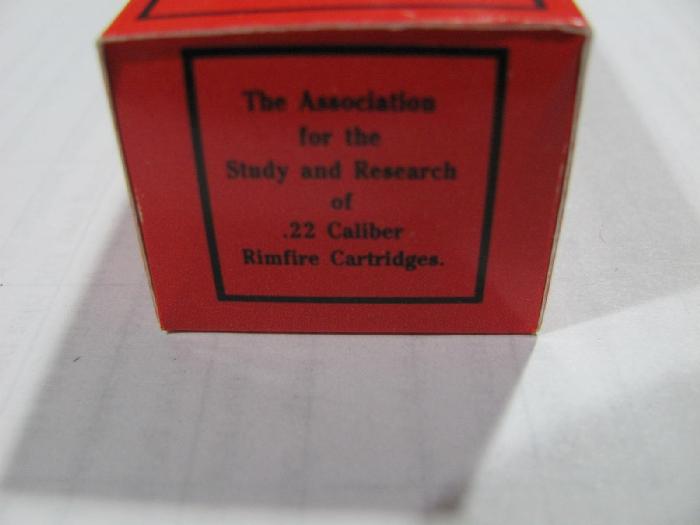 The Association
for the
Study and Research
of
.22 Caliber
Rimfire Cartridges.